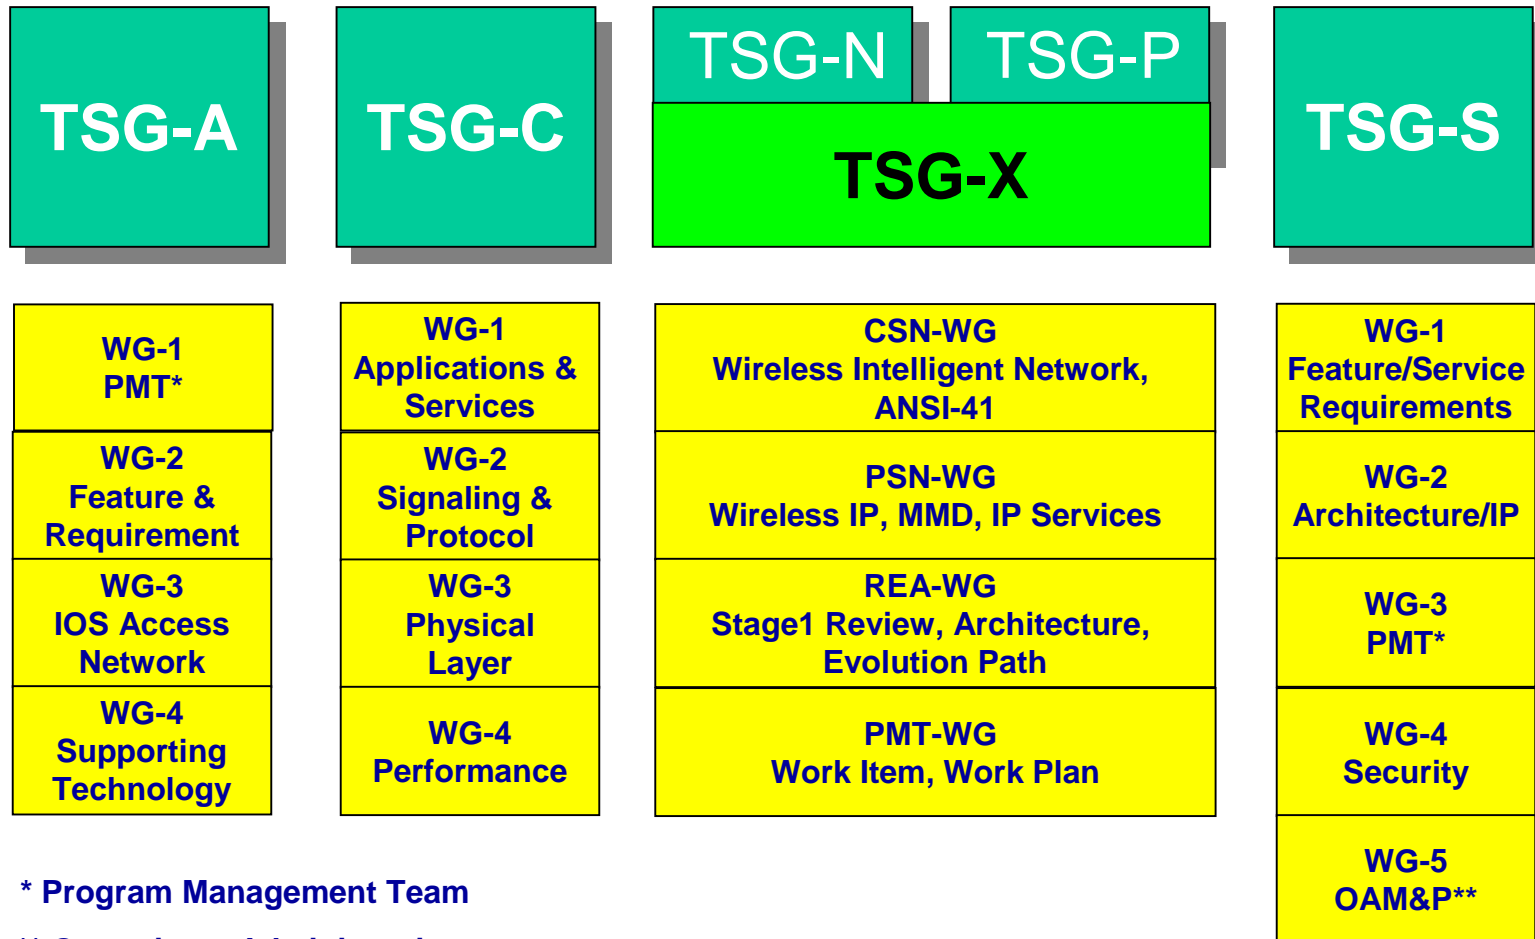 TSG-A
TSG-C
TSG-N
TSG-P
TSG-X
TSG-S
WG-1
PMT*
WG-2
Feature &
Requirement
WG-3
IOS Access
Network
WG-4
Supporting
Technology
WG-1
Applications &
Services
WG-2
Signaling &
Protocol
WG-3
Physical
Layer
WG-4
Performance
CSN-WG
Wireless Intelligent Network,
ANSI-41
PSN-WG
Wireless IP, MMD, IP Services
REA-WG
Stage1 Review, Architecture,
Evolution Path
PMT-WG
Work Item, Work Plan
WG-1
Feature/Service
Requirements
WG-2
Architecture/IP
WG-3
PMT*
WG-4
Security
WG-5
OAM&P**
* Program Management Team